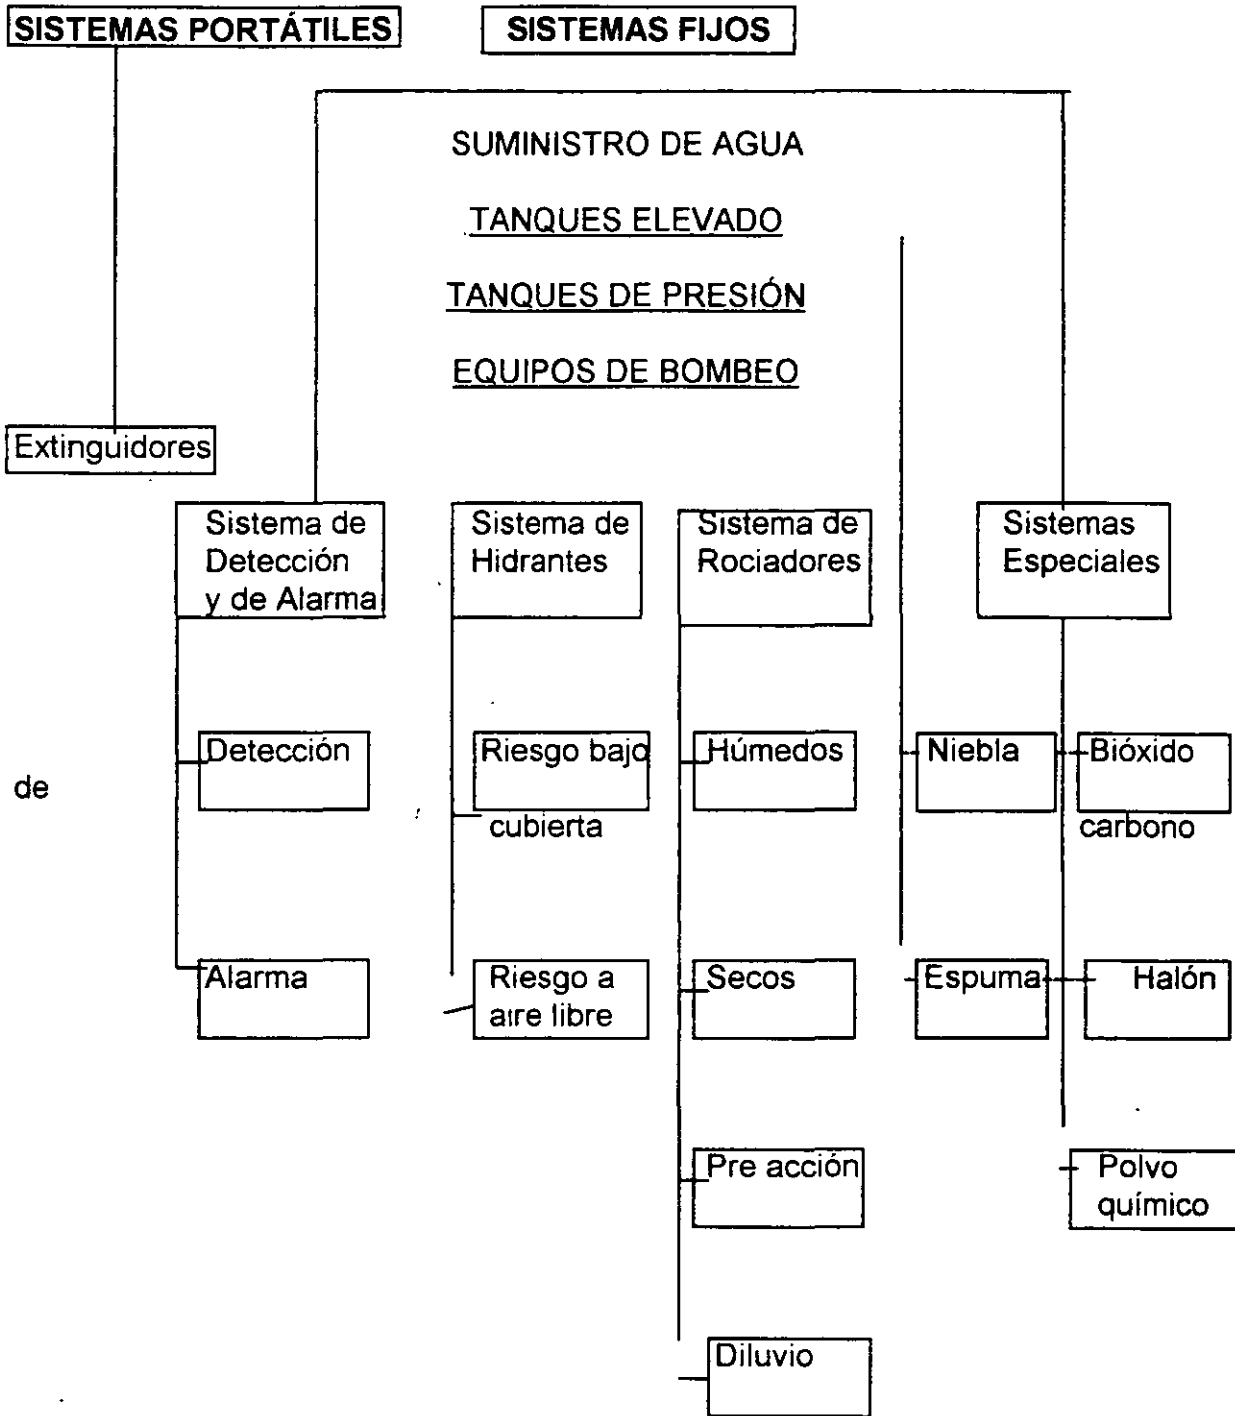 SISTEMAS PORTÁTILES
SISTEMAS FIJOS
SUMINISTRO DE AGUA
TANQUES ELEVADO
TANQUES DE PRESIÓN
EQUIPOS DE BOMBEO
Extinguidores
Sistema de
Detección
y de Alarma
Sistema de
Hidrantes
Sistema de
Rociadores
Sistemas
Especiales
Detección
Riesgo bajo
cubierta
Húmedos
Niebla
Bióxido
de
carbono
Alarma
Riesgo a
aire libre
Secos
Espuma
Halón
Pre acción
Polvo
químico
Diluvio